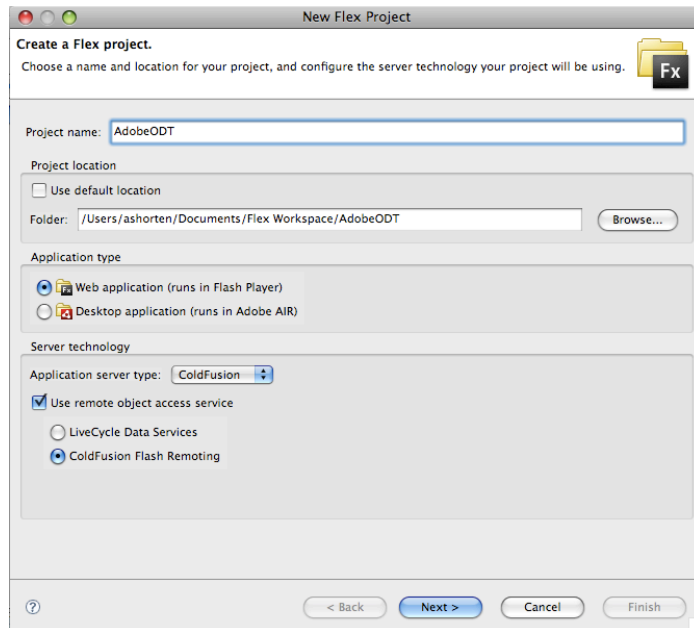 New Flex Project
Create a Flex project.
Choose a name and location for your project, and configure the server technology your project will be using.
Fx
Project name: AdobeODT
Project location
Use default location
Folder: /Users/ashorten/Documents/Flex Workspace/AdobeODT Browse...
Application type
Web application (runs in Flash Player)
Desktop application (runs in Adobe AIR)
Server technology
Application server type: ColdFusion
Use remote object access service
LiveCycle Data Services
ColdFusion Flash Remoting
? < Back Next > Cancel Finish